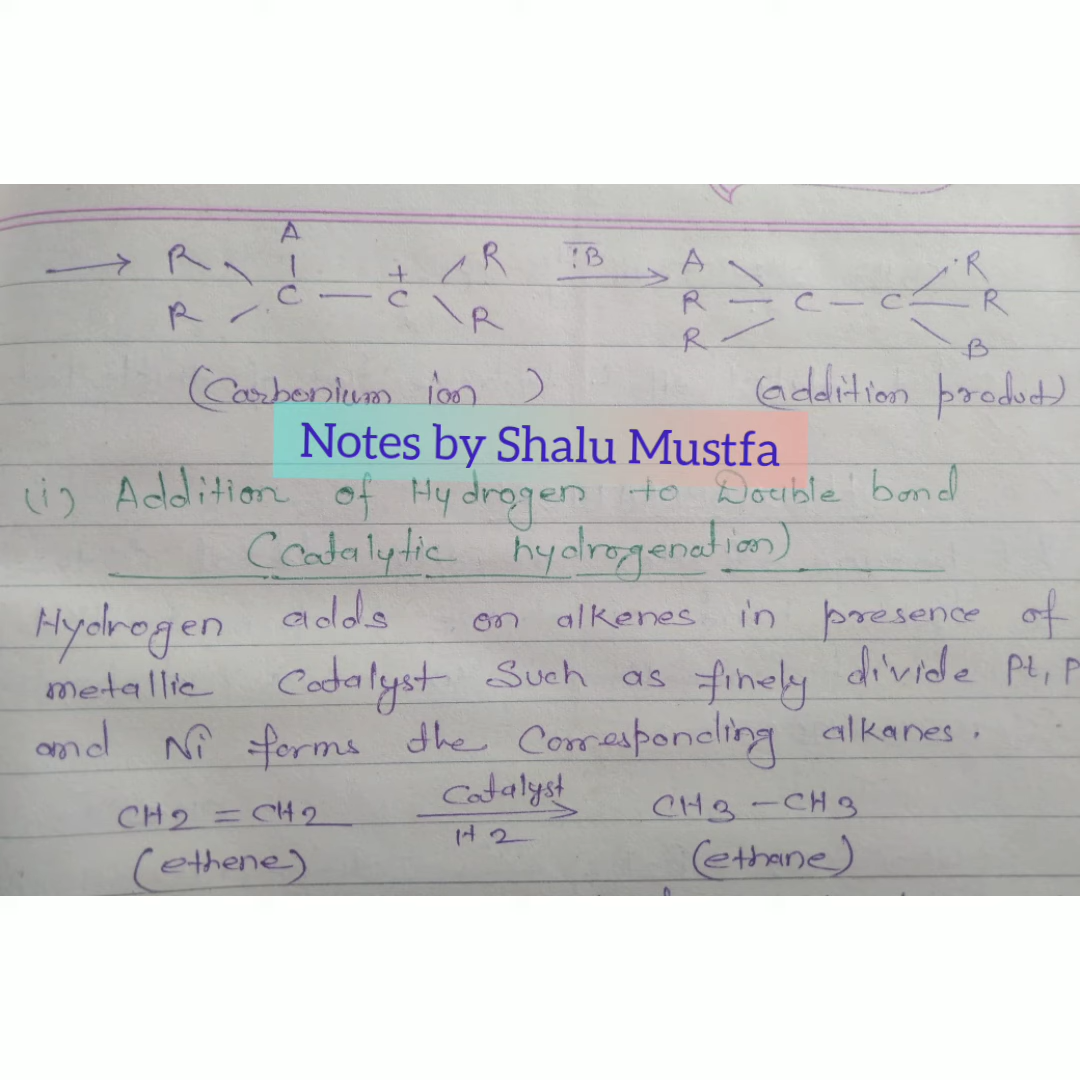 A
R R :B A R
C — C + R — C — C — R
R R R B
(Carbonium ion) (addition product)
Notes by Shalu Mustfa
(i) Addition of Hydrogen to Double bond
(Catalytic hydrogenation)
Hydrogen adds on alkenes in presence of
metallic Catalyst Such as finely divide Pt, P
and Ni forms the Corresponding alkanes.
CH2 = CH2 Catalyst CH3 – CH3
H2
(ethene) (ethane)